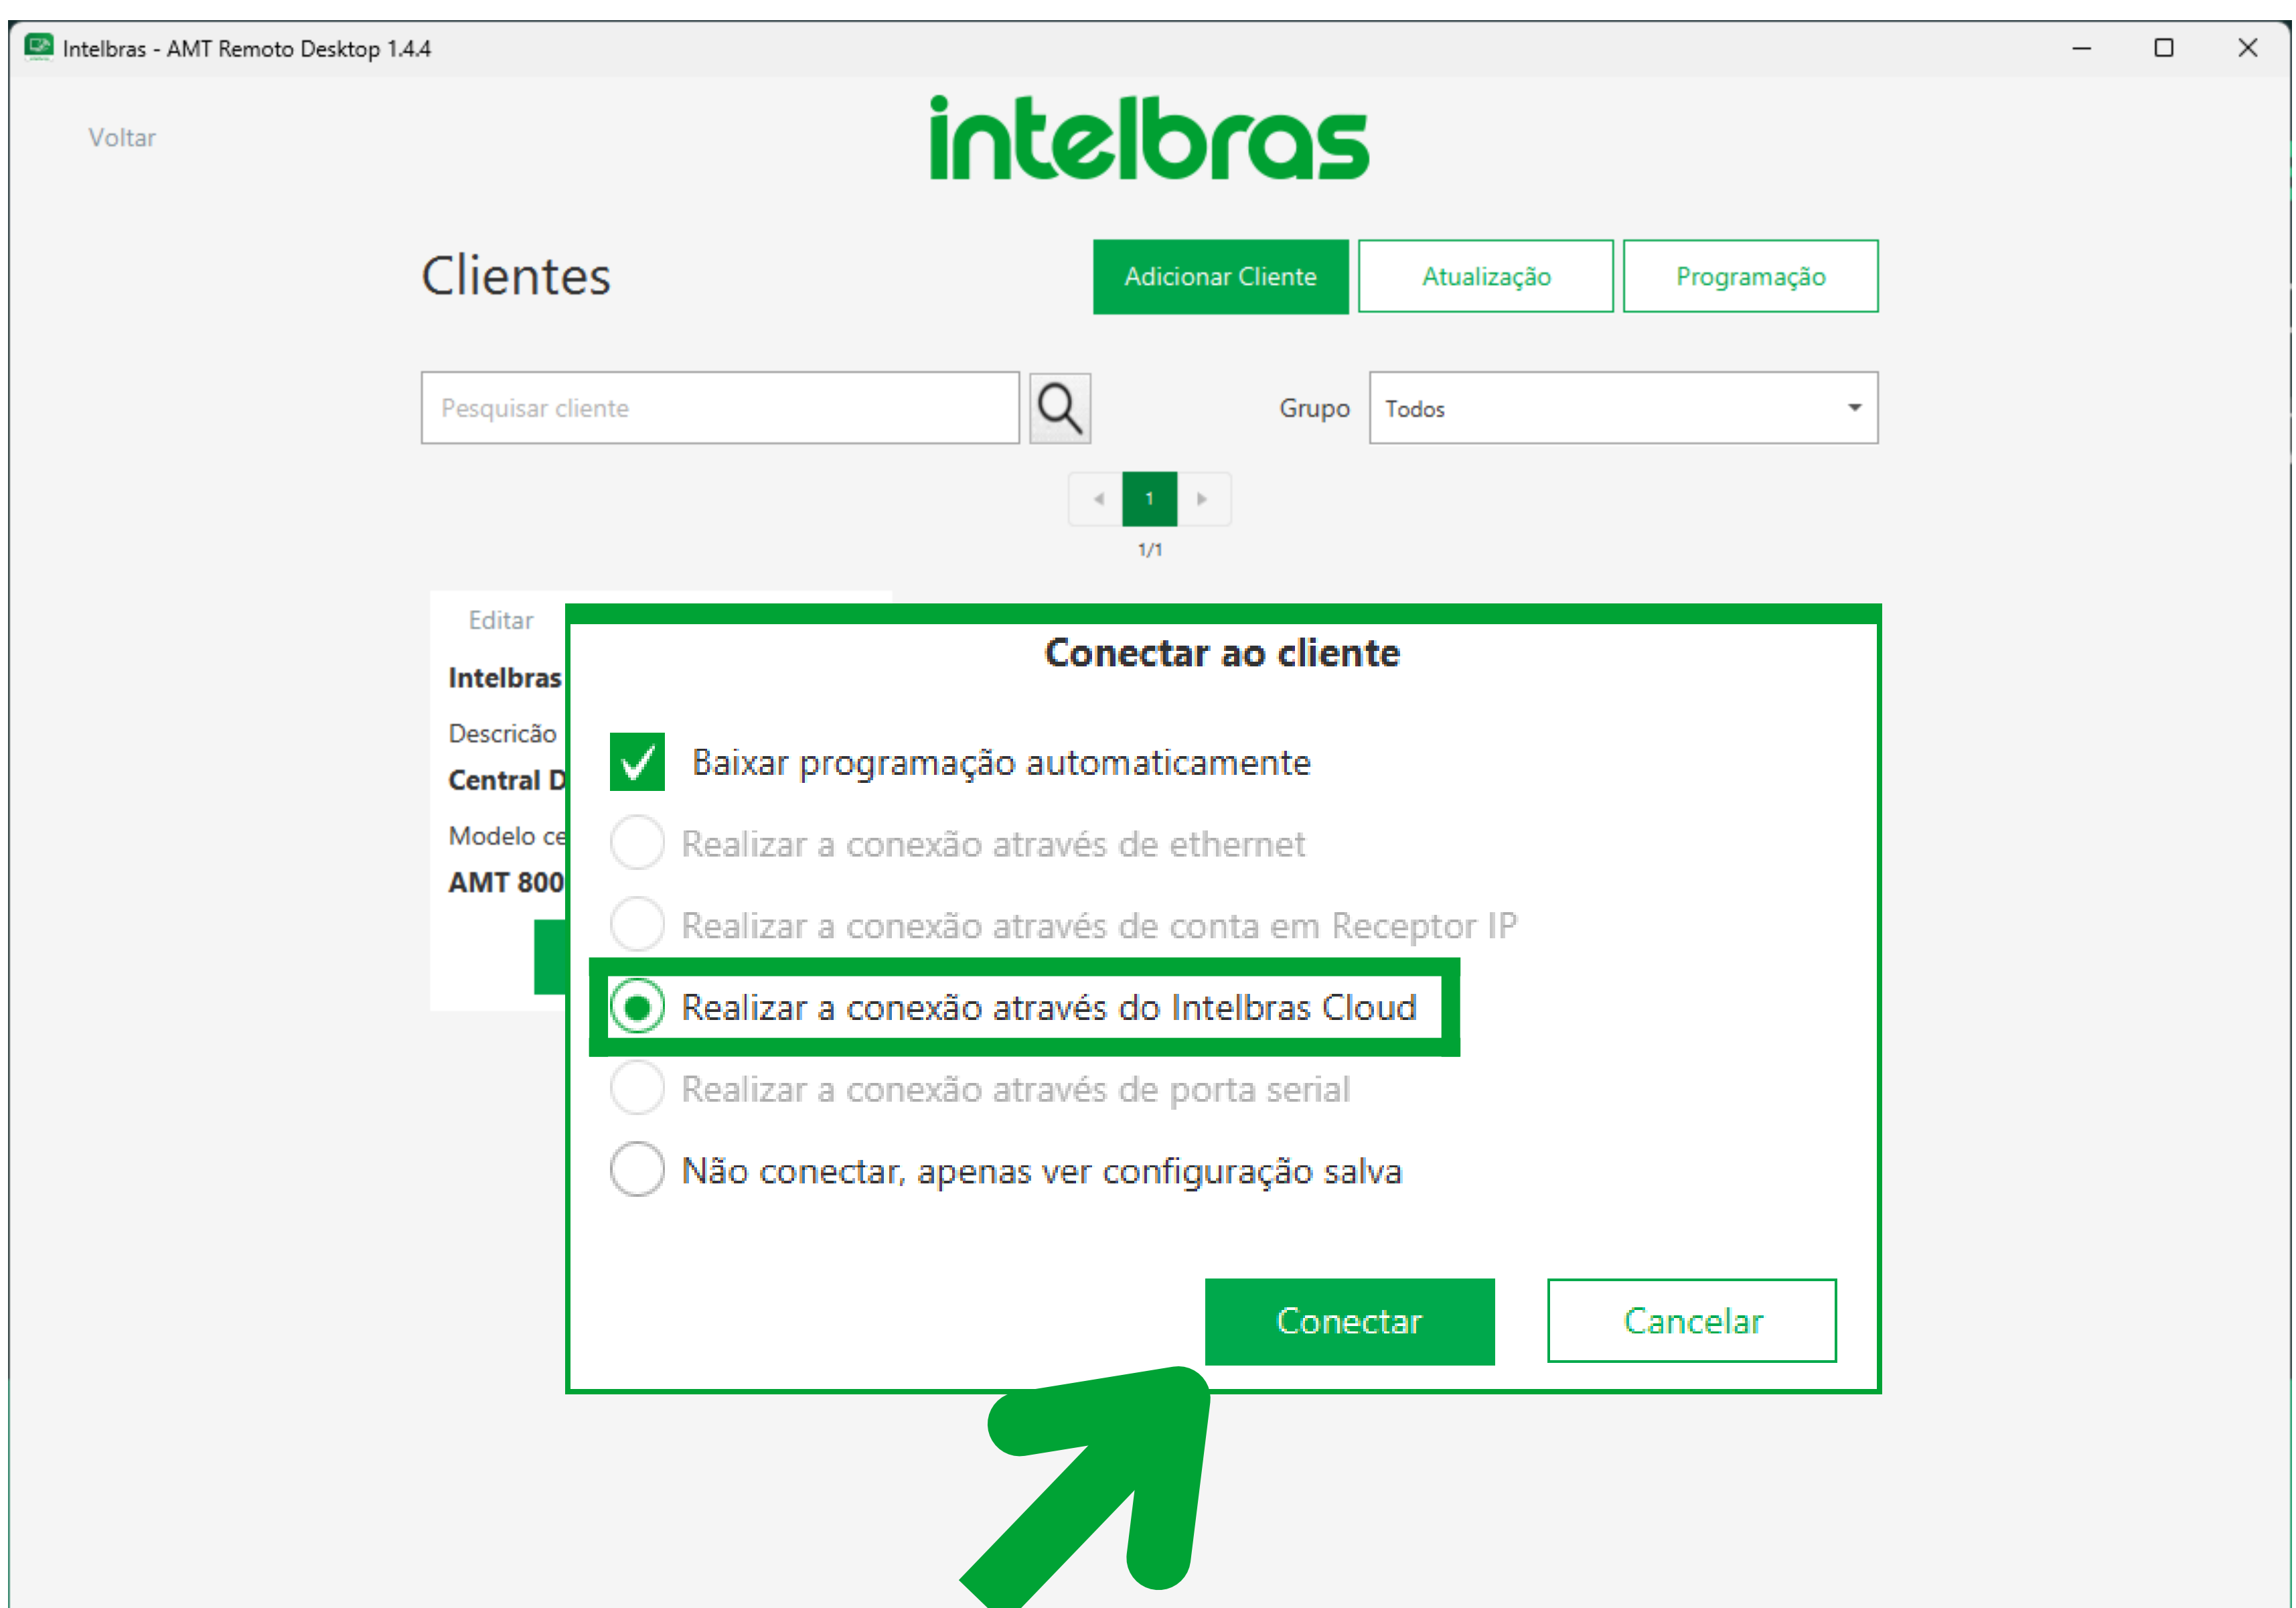 Intelbras - AMT Remoto Desktop 1.4.4
Voltar
intelbras
Clientes
Adicionar Cliente
Atualização
Programação
Pesquisar cliente
Grupo
Todos
1
1/1
Editar
Intelbras
Descricão
Central D
Modelo ce
AMT 800
Conectar ao cliente
Baixar programação automaticamente
Realizar a conexão através de ethernet
Realizar a conexão através de conta em Receptor IP
Realizar a conexão através do Intelbras Cloud
Realizar a conexão através de porta serial
Não conectar, apenas ver configuração salva
Conectar
Cancelar